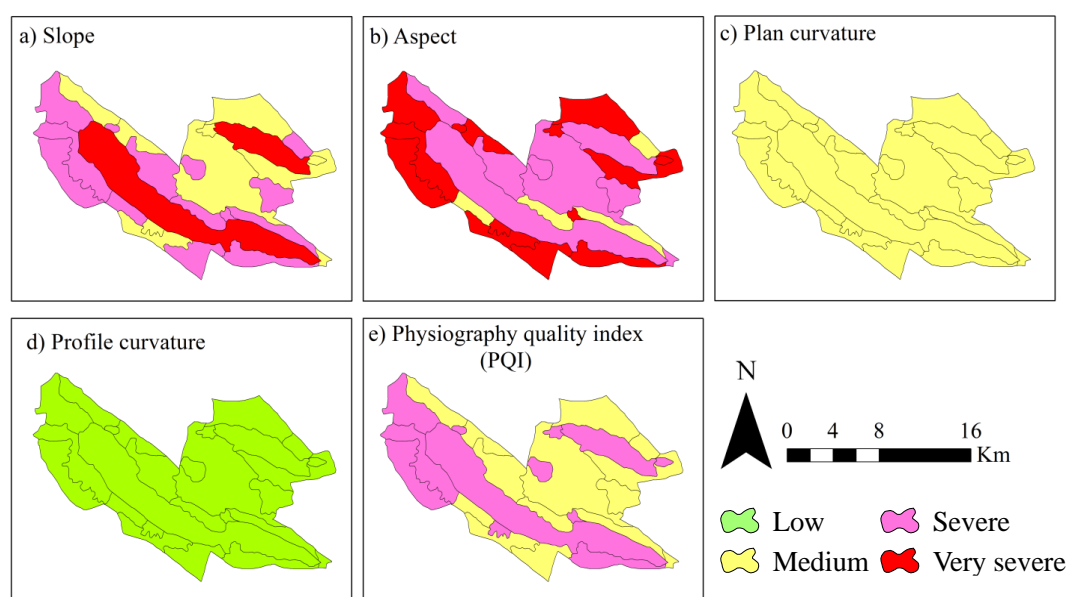 a) Slope
b) Aspect
c) Plan curvature
d) Profile curvature
e) Physiography quality index
(PQI)
N
0 4 8 16
Km
Low
Severe
Medium
Very severe